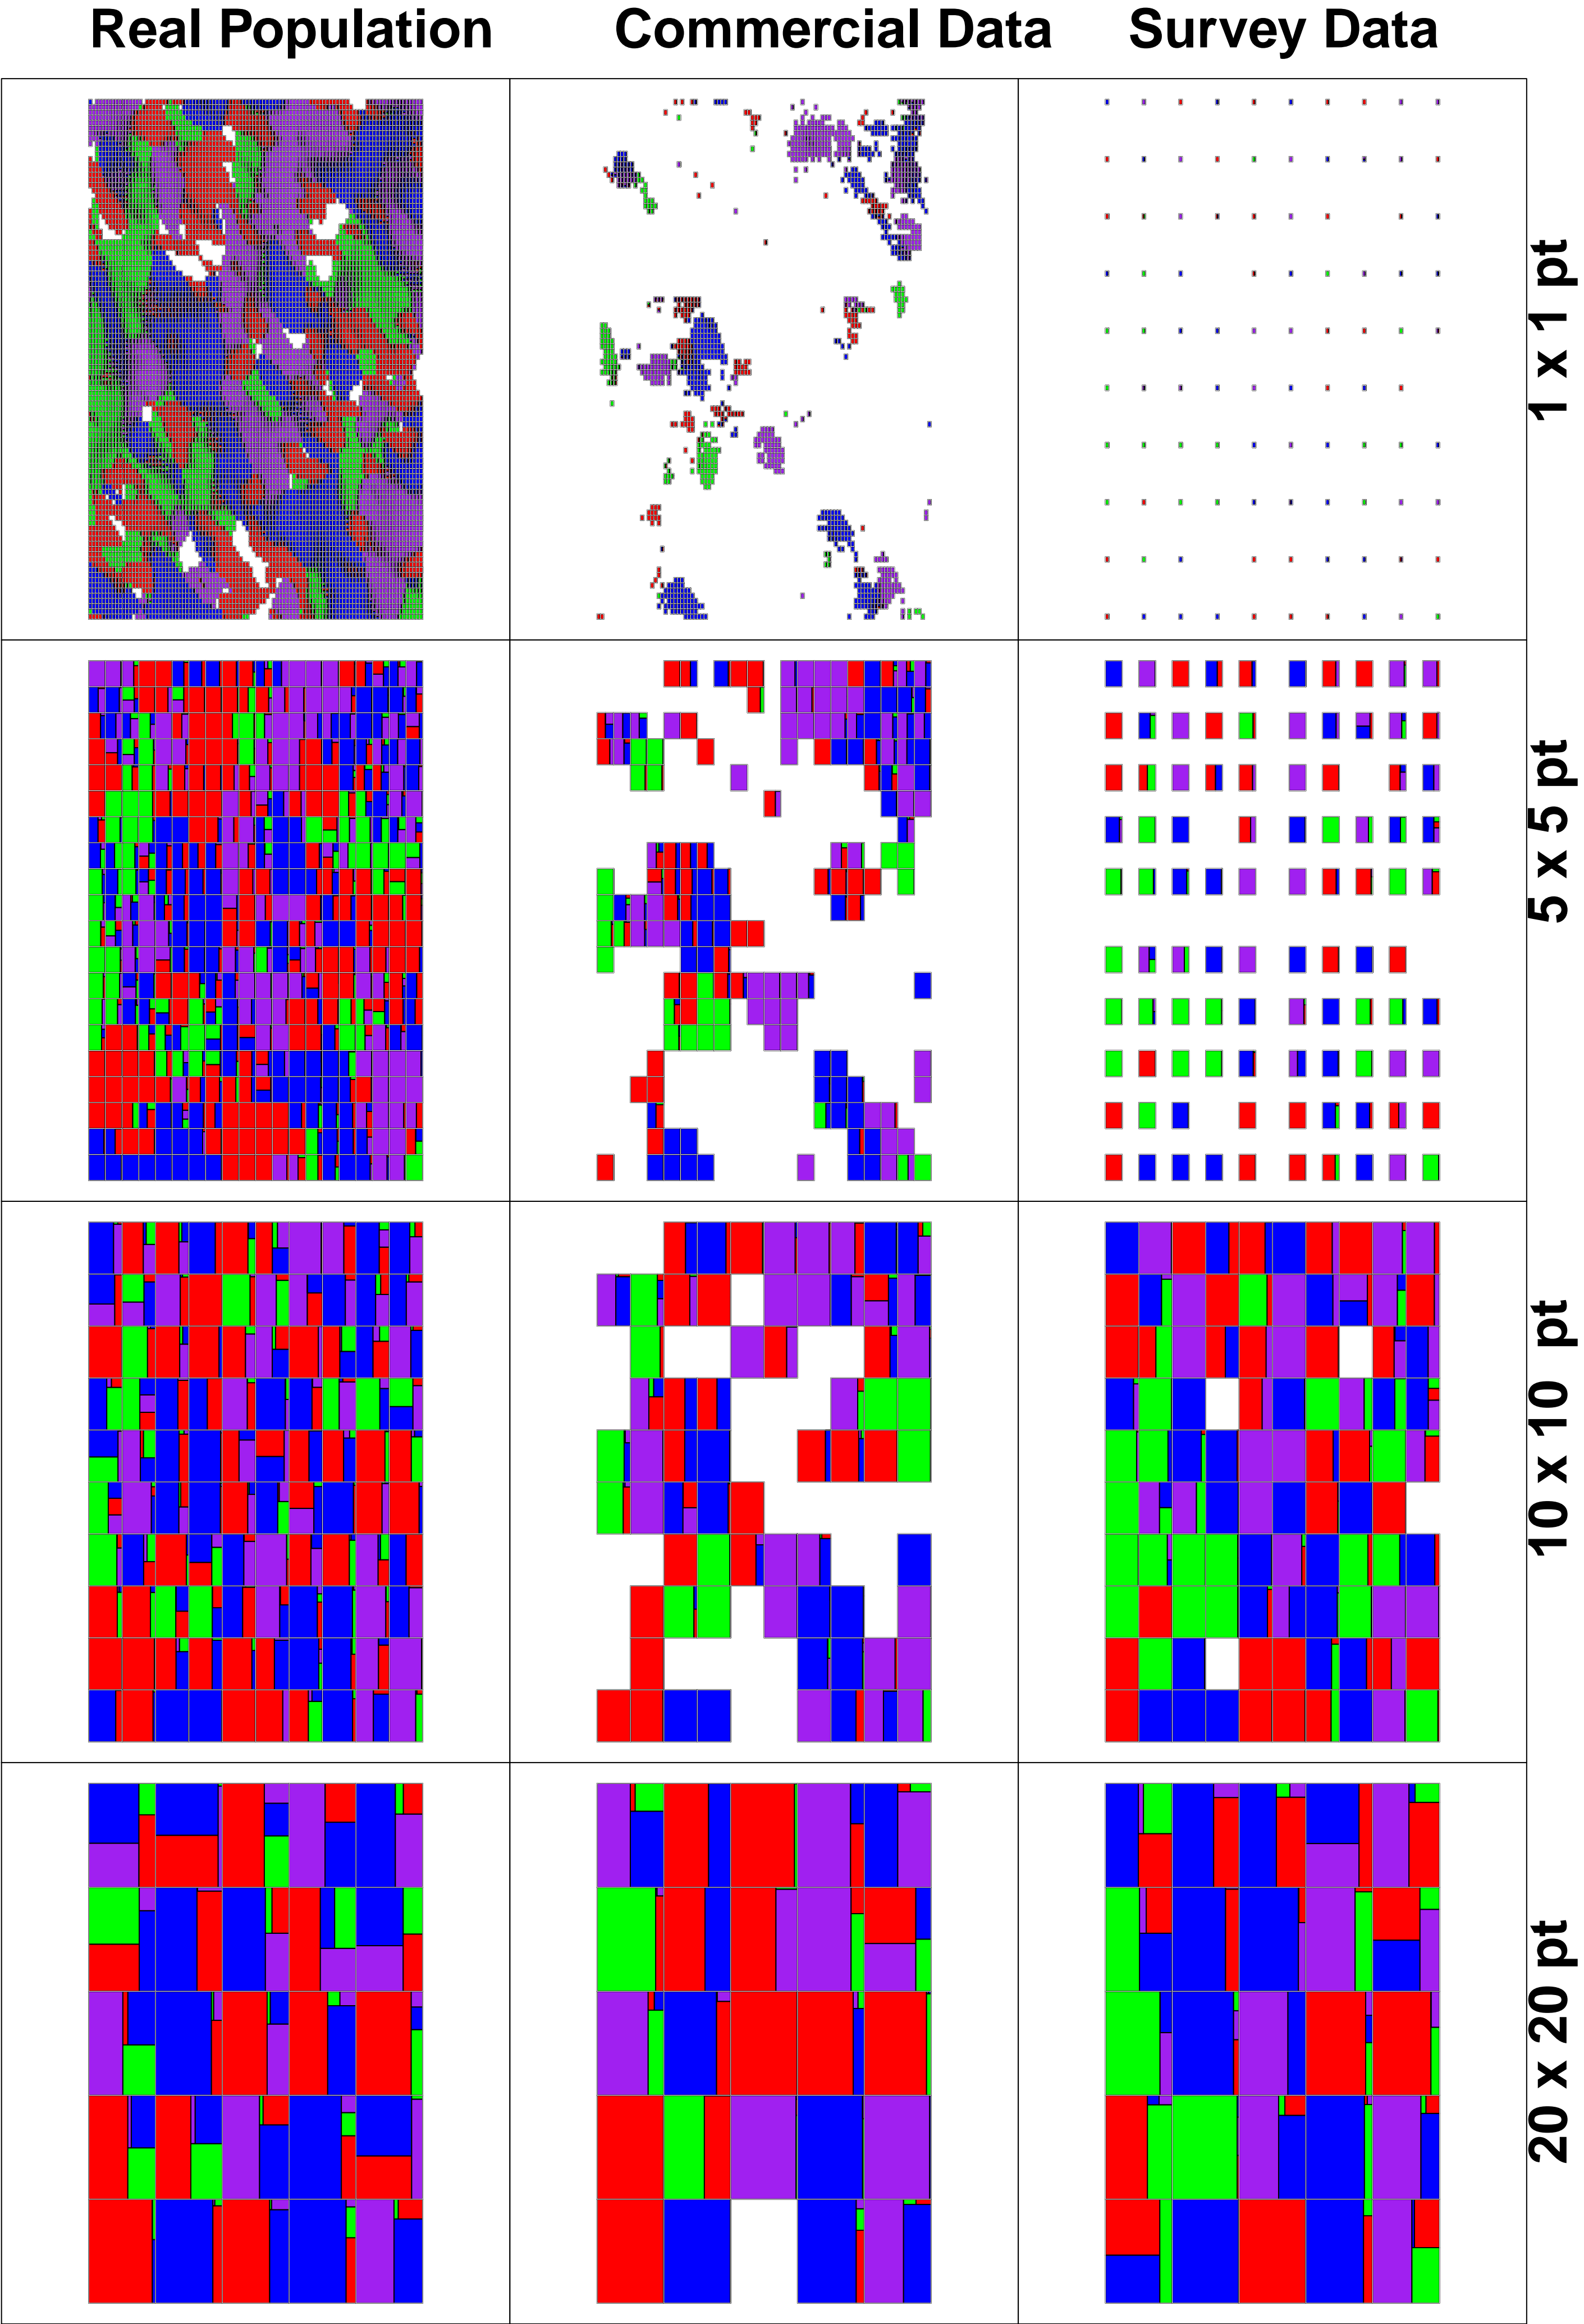 Real Population
Commercial Data
Survey Data
1 x 1 pt
5 x 5 pt
10 x 10 pt
20 x 20 pt